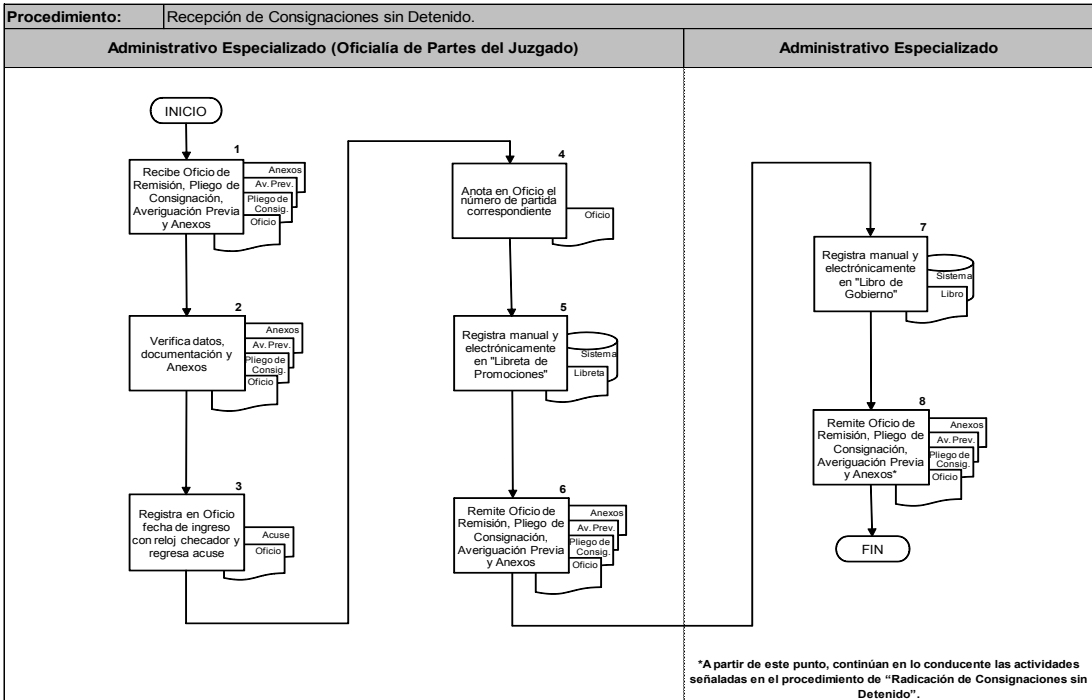 Procedimiento: Recepción de Consignaciones sin Detenido.
Administrativo Especializado (Oficialía de Partes del Juzgado)
Administrativo Especializado
INICIO
1
Recibe Oficio de
Remisión, Pliego de
Consignación,
Averiguación Previa
y Anexos
Anexos
Av. Prev.
Pliego de
Consig.
Oficio
2
Verifica datos,
documentación y
Anexos
Anexos
Av. Prev.
Pliego de
Consig.
Oficio
3
Registra en Oficio
fecha de ingreso
con reloj checador y
regresa acuse
Acuse
Oficio
4
Anota en Oficio el
número de partida
correspondiente
Oficio
5
Registra manual y
electrónicamente
en "Libreta de
Promociones"
Sistema
Libreta
6
Remite Oficio de
Remisión, Pliego de
Consignación,
Averiguación Previa
y Anexos
Anexos
Av. Prev.
Pliego de
Consig.
Oficio
7
Registra manual y
electrónicamente
en "Libro de
Gobierno"
Sistema
Libro
8
Remite Oficio de
Remisión, Pliego de
Consignación,
Averiguación Previa
y Anexos*
Anexos
Av. Prev.
Pliego de
Consig.
Oficio
FIN
*A partir de este punto, continúan en lo conducente las actividades
señaladas en el procedimiento de “Radicación de Consignaciones sin
Detenido”.